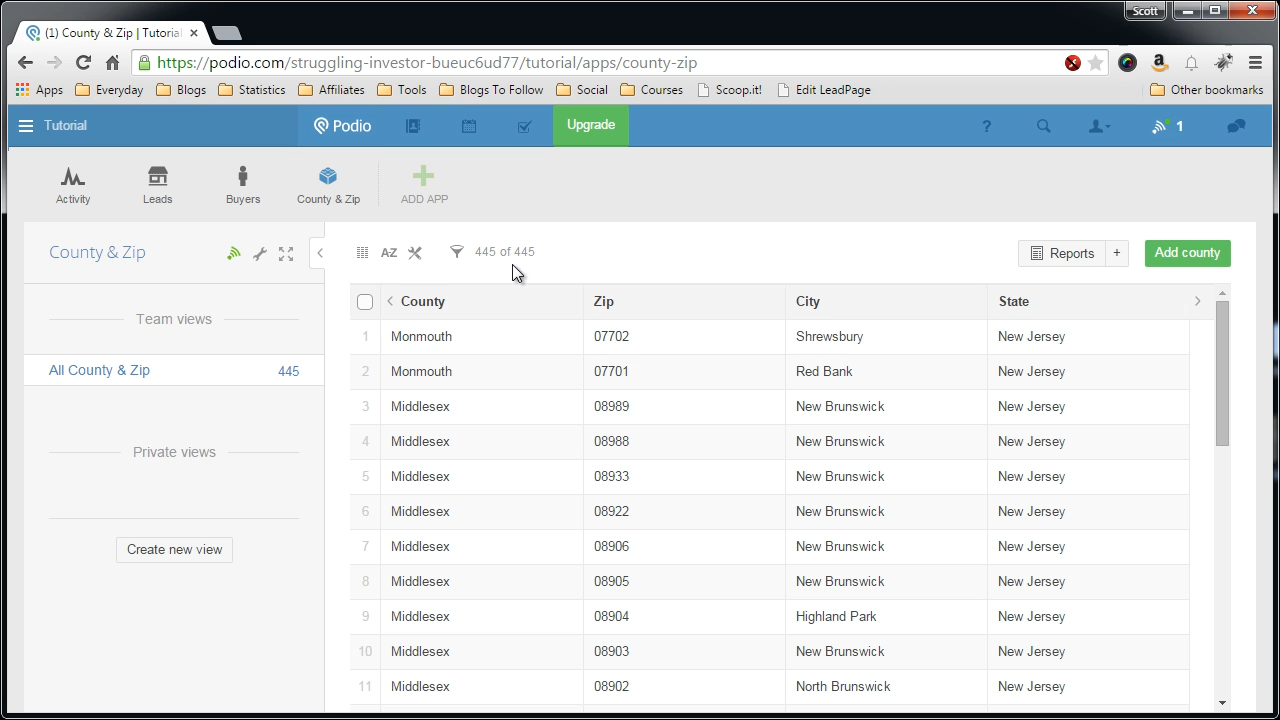 Scott
(1) County & Zip | Tutorial
https://podio.com/struggling-investor-bueuc6ud77/tutorial/apps/county-zip
Apps Everyday Blogs Statistics Affiliates Tools Blogs To Follow Social Courses Scoop.it! Edit LeadPage Other bookmarks
Tutorial Podio Upgrade ? 1
Activity Leads Buyers County & Zip ADD APP
County & Zip AZ 445 of 445 Reports + Add county
Team views
All County & Zip 445
Private views
Create new view
County Zip City State
1 Monmouth 07702 Shrewsbury New Jersey
2 Monmouth 07701 Red Bank New Jersey
3 Middlesex 08989 New Brunswick New Jersey
4 Middlesex 08988 New Brunswick New Jersey
5 Middlesex 08933 New Brunswick New Jersey
6 Middlesex 08922 New Brunswick New Jersey
7 Middlesex 08906 New Brunswick New Jersey
8 Middlesex 08905 New Brunswick New Jersey
9 Middlesex 08904 Highland Park New Jersey
10 Middlesex 08903 New Brunswick New Jersey
11 Middlesex 08902 North Brunswick New Jersey